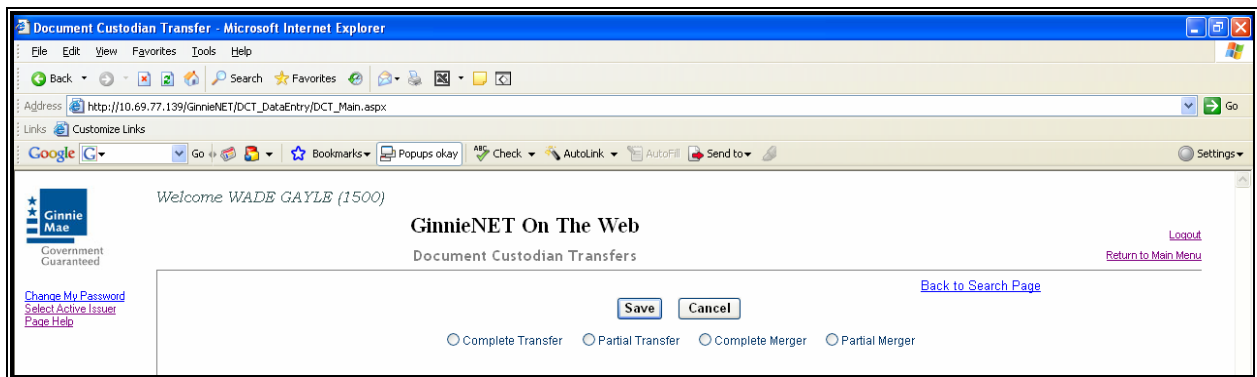 Document Custodian Transfer - Microsoft Internet Explorer
File Edit View Favorites Tools Help
Back Search Favorites
Address http://10.69.77.139/GinnieNET/DCT_DataEntry/DCT_Main.aspx Go
Links Customize Links
Google G Go Bookmarks Popups okay ABC Check AutoLink AutoFill Send to Settings
Welcome WADE GAYLE (1500)
Ginnie
Mae
GinnieNET On The Web
Logout
Government
Guaranteed
Document Custodian Transfers
Return to Main Menu
Back to Search Page
Change My Password
Select Active Issuer
Page Help
Save Cancel
Complete Transfer Partial Transfer Complete Merger Partial Merger